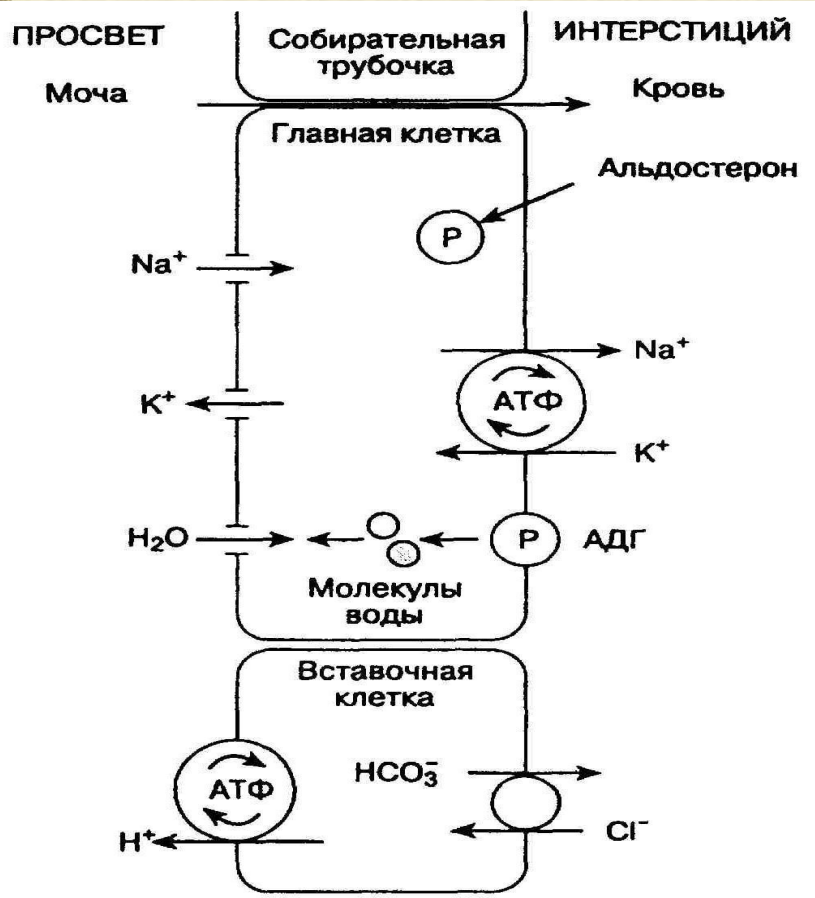 ПРОСВЕТ
Собирательная
трубочка
ИНТЕРСТИЦИЙ
Моча
Кровь
Главная клетка
Альдостерон
Р
Na⁺
Na⁺
АТФ
K⁺
K⁺
H₂O
Р
АДГ
Молекулы
воды
Вставочная
клетка
HCO₃⁻
АТФ
H⁺
Cl⁻